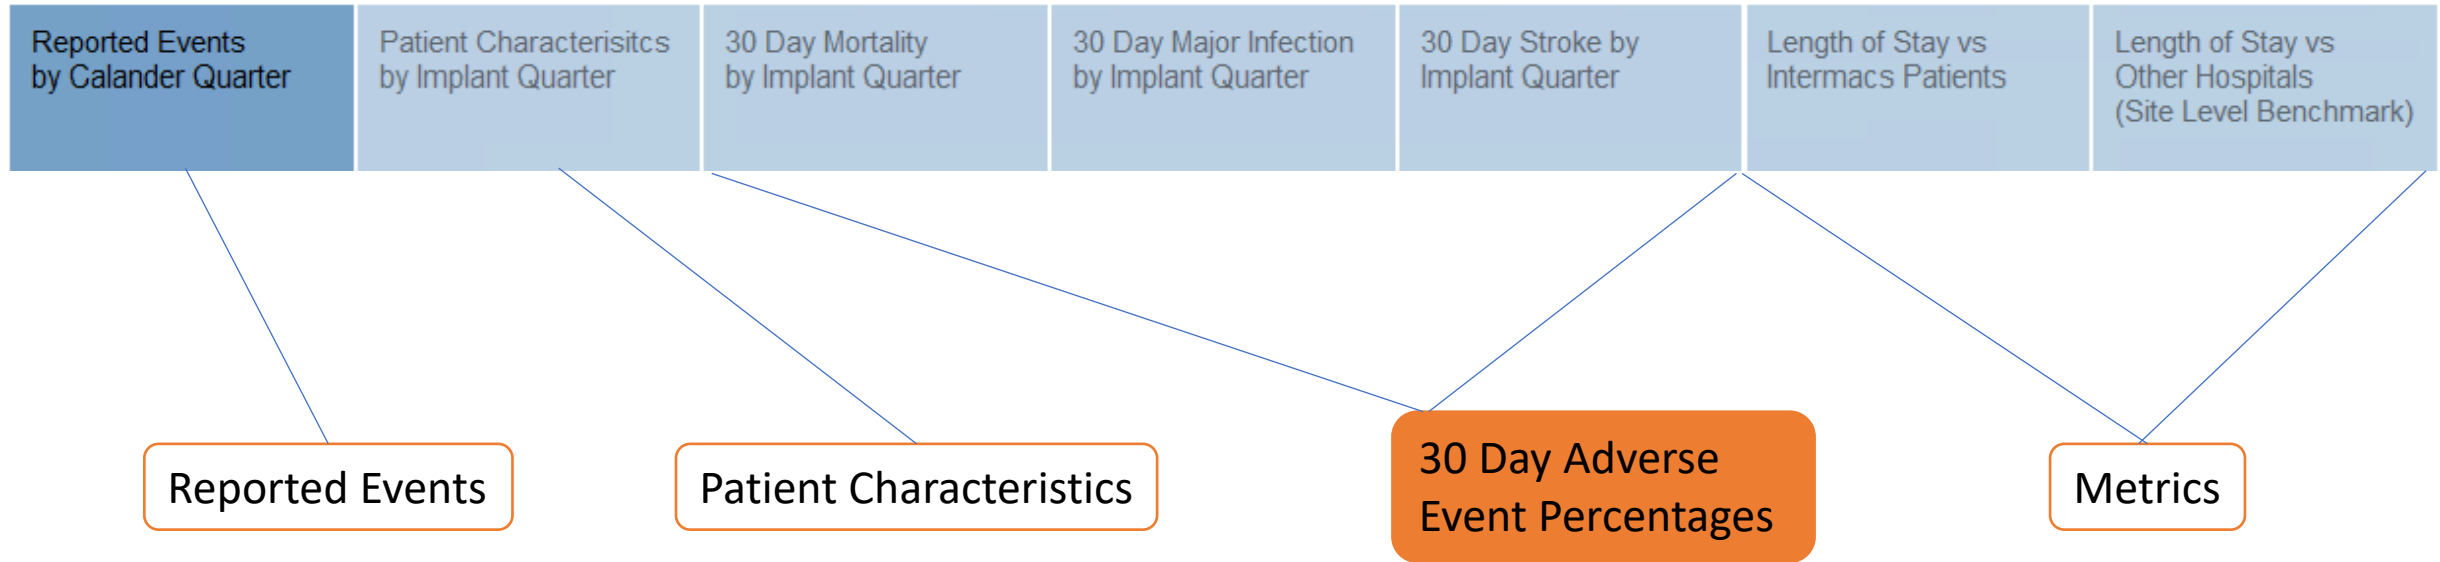 Reported Events
by Calander Quarter
Patient Characterisitcs
by Implant Quarter
30 Day Mortality
by Implant Quarter
30 Day Major Infection
by Implant Quarter
30 Day Stroke by
Implant Quarter
Length of Stay vs
Intermacs Patients
Length of Stay vs
Other Hospitals
(Site Level Benchmark)
Reported Events
Patient Characteristics
30 Day Adverse
Event Percentages
Metrics